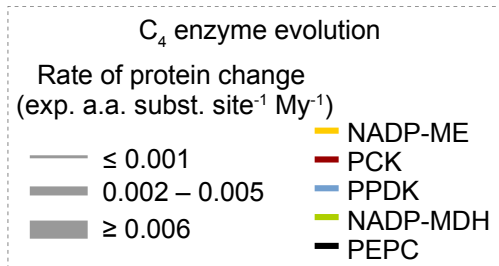 C₄ enzyme evolution
Rate of protein change
(exp. a.a. subst. site⁻¹ My⁻¹)
≤ 0.001
0.002 – 0.005
≥ 0.006
NADP-ME
PCK
PPDK
NADP-MDH
PEPC